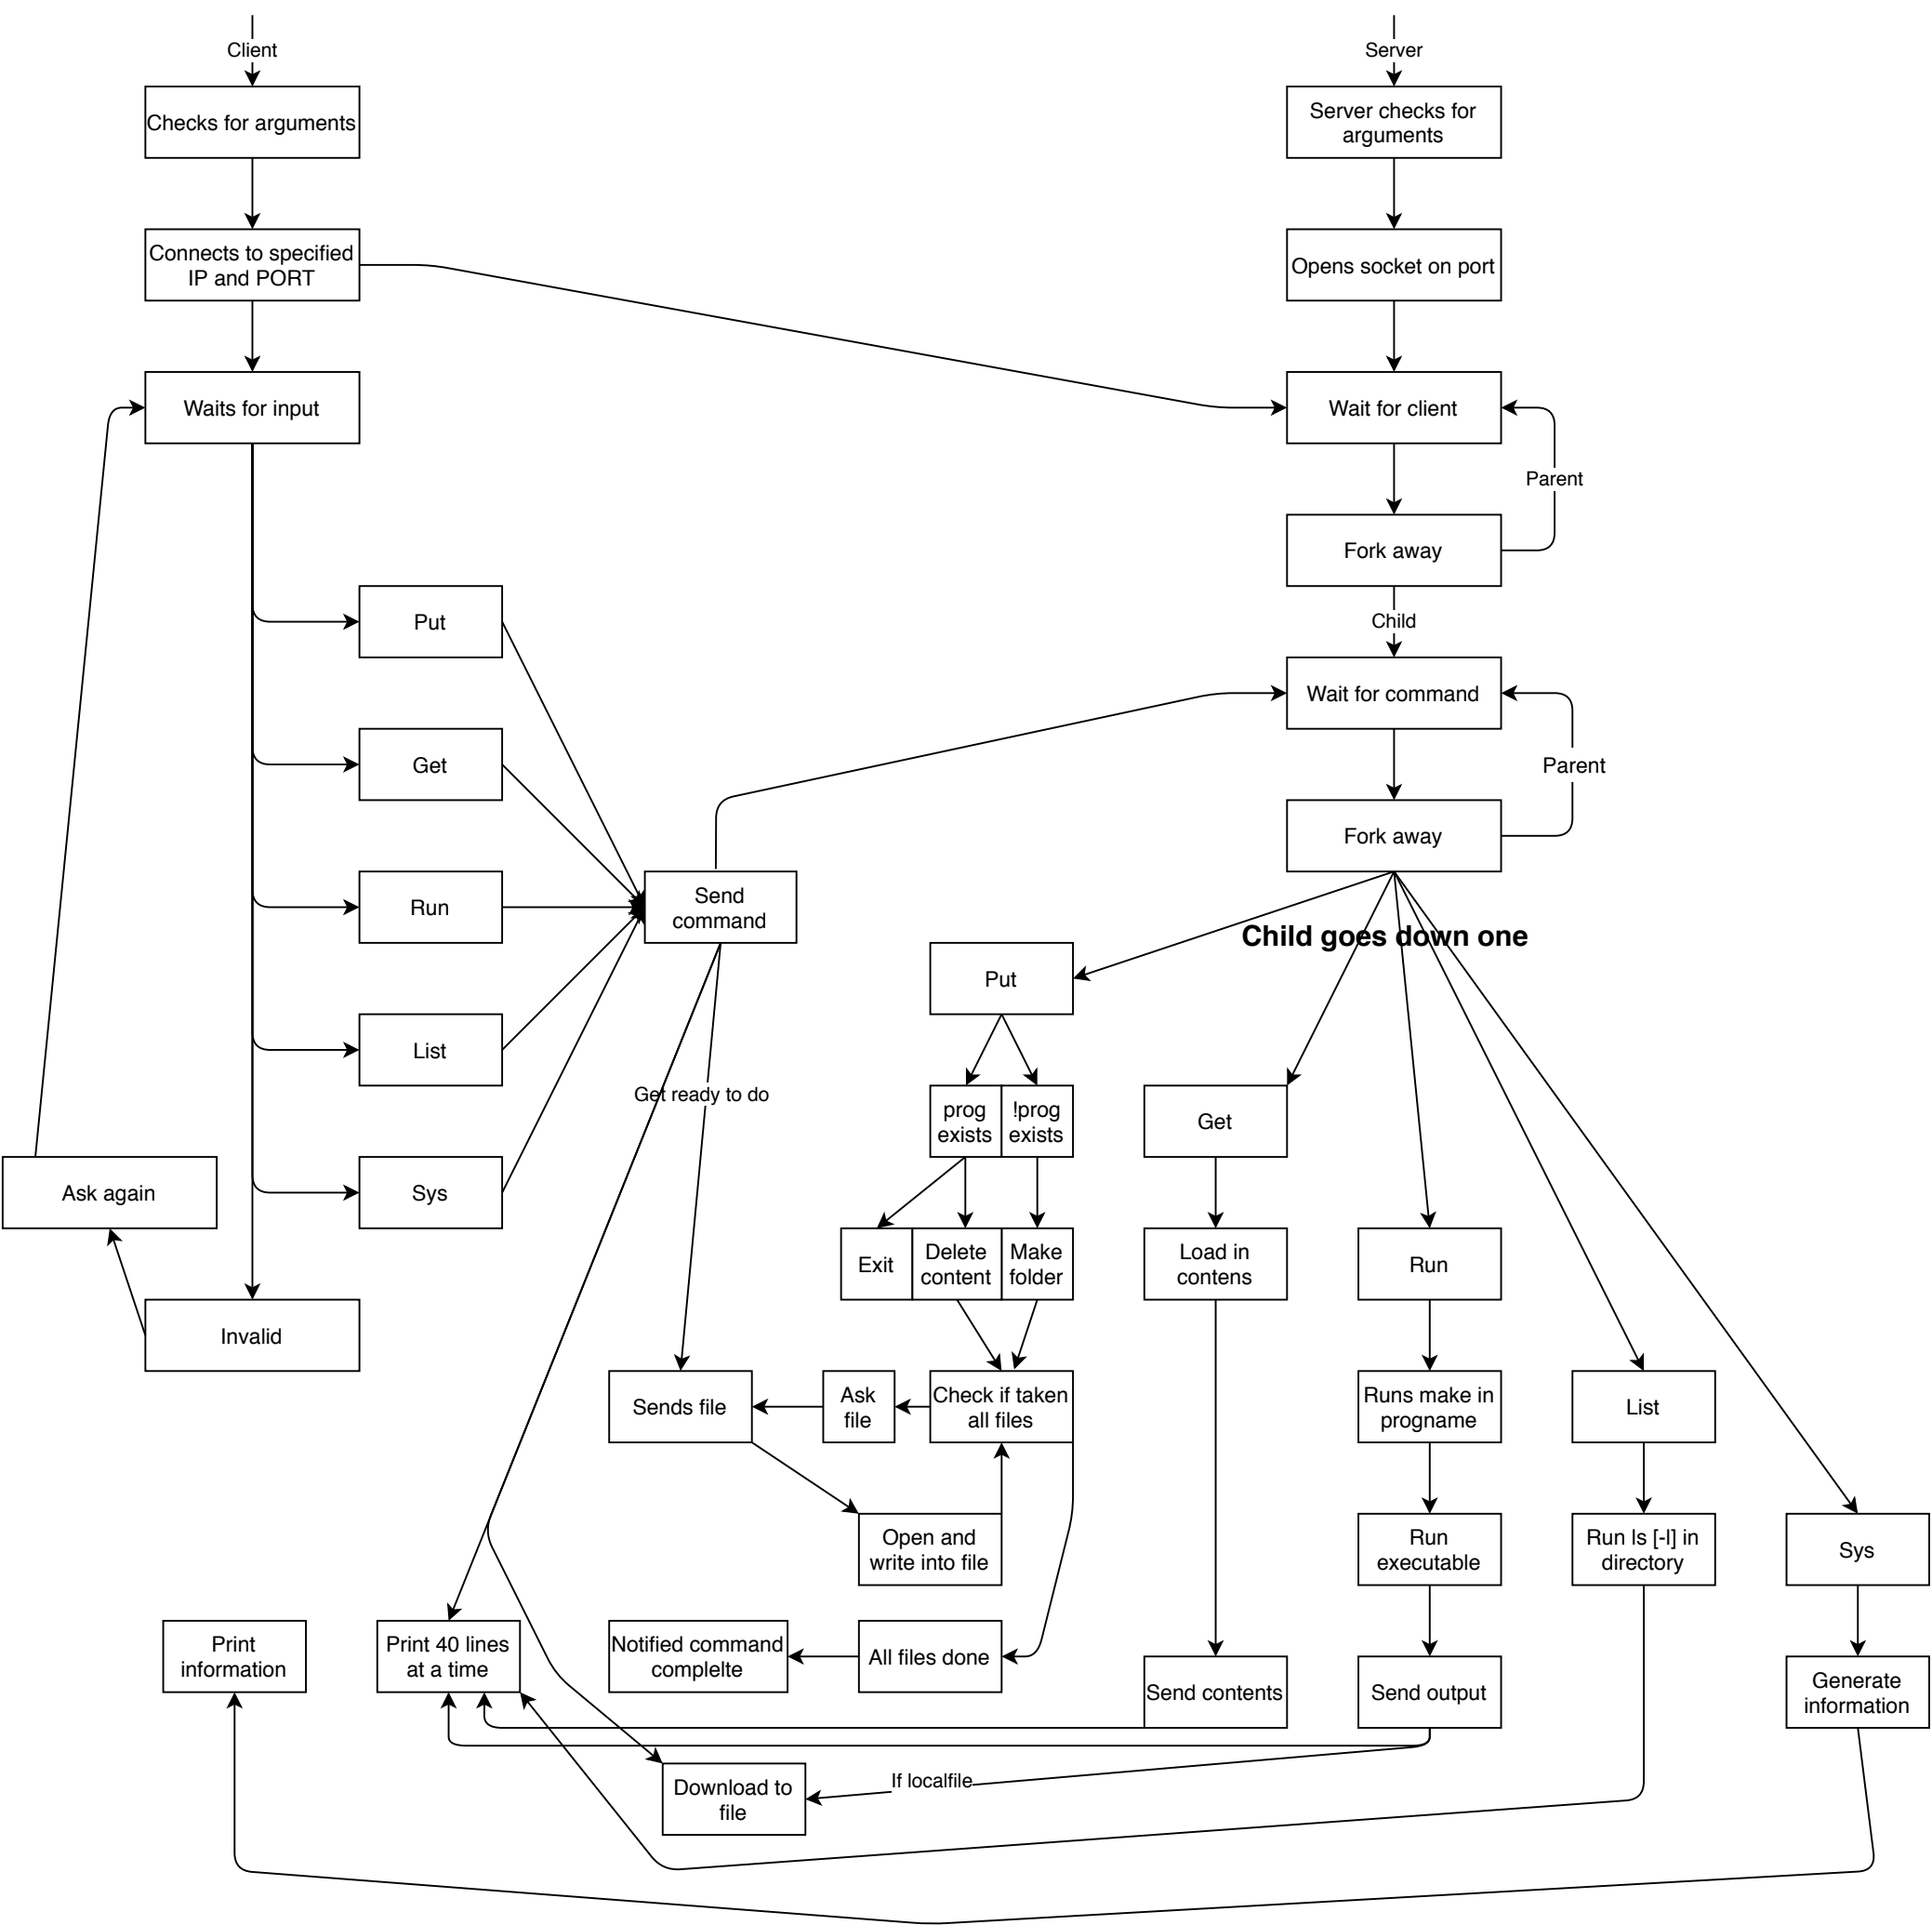 Client
Server
Checks for arguments
Server checks for
arguments
Connects to specified
IP and PORT
Opens socket on port
Waits for input
Wait for client
Parent
Fork away
Put
Child
Wait for command
Get
Parent
Fork away
Run
Send
command
Child goes down one
Put
List
Get ready to do
prog
exists
!prog
exists
Get
Ask again
Sys
Exit
Delete
content
Make
folder
Load in
contens
Run
Invalid
Sends file
Ask
file
Check if taken
all files
Runs make in
progname
List
Open and
write into file
Run
executable
Run ls [-l] in
directory
Sys
Print
information
Print 40 lines
at a time
Notified command
complelte
All files done
Send contents
Send output
Generate
information
If localfile
Download to
file